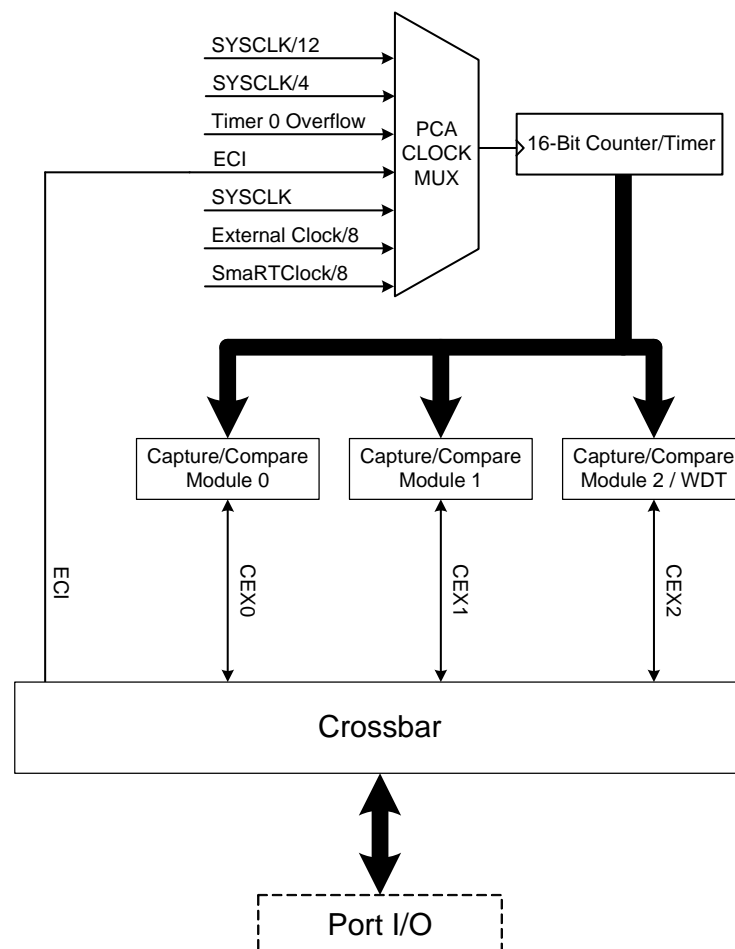 SYSCLK/12
SYSCLK/4
Timer 0 Overflow
ECI
SYSCLK
External Clock/8
SmaRTClock/8
PCA
CLOCK
MUX
16-Bit Counter/Timer
Capture/Compare
Module 0
Capture/Compare
Module 1
Capture/Compare
Module 2 / WDT
ECI
CEX0
CEX1
CEX2
Crossbar
Port I/O